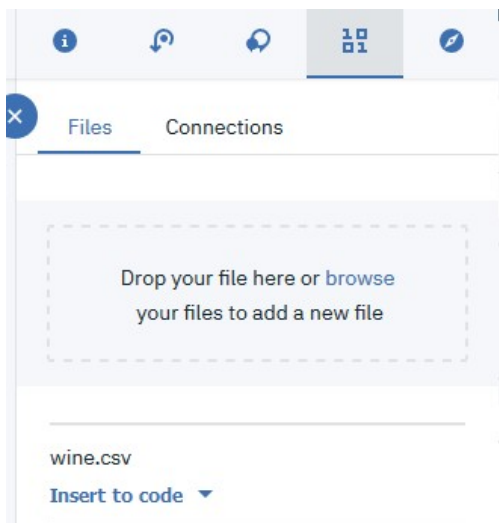 Files Connections
Drop your file here or browse
your files to add a new file
wine.csv
Insert to code